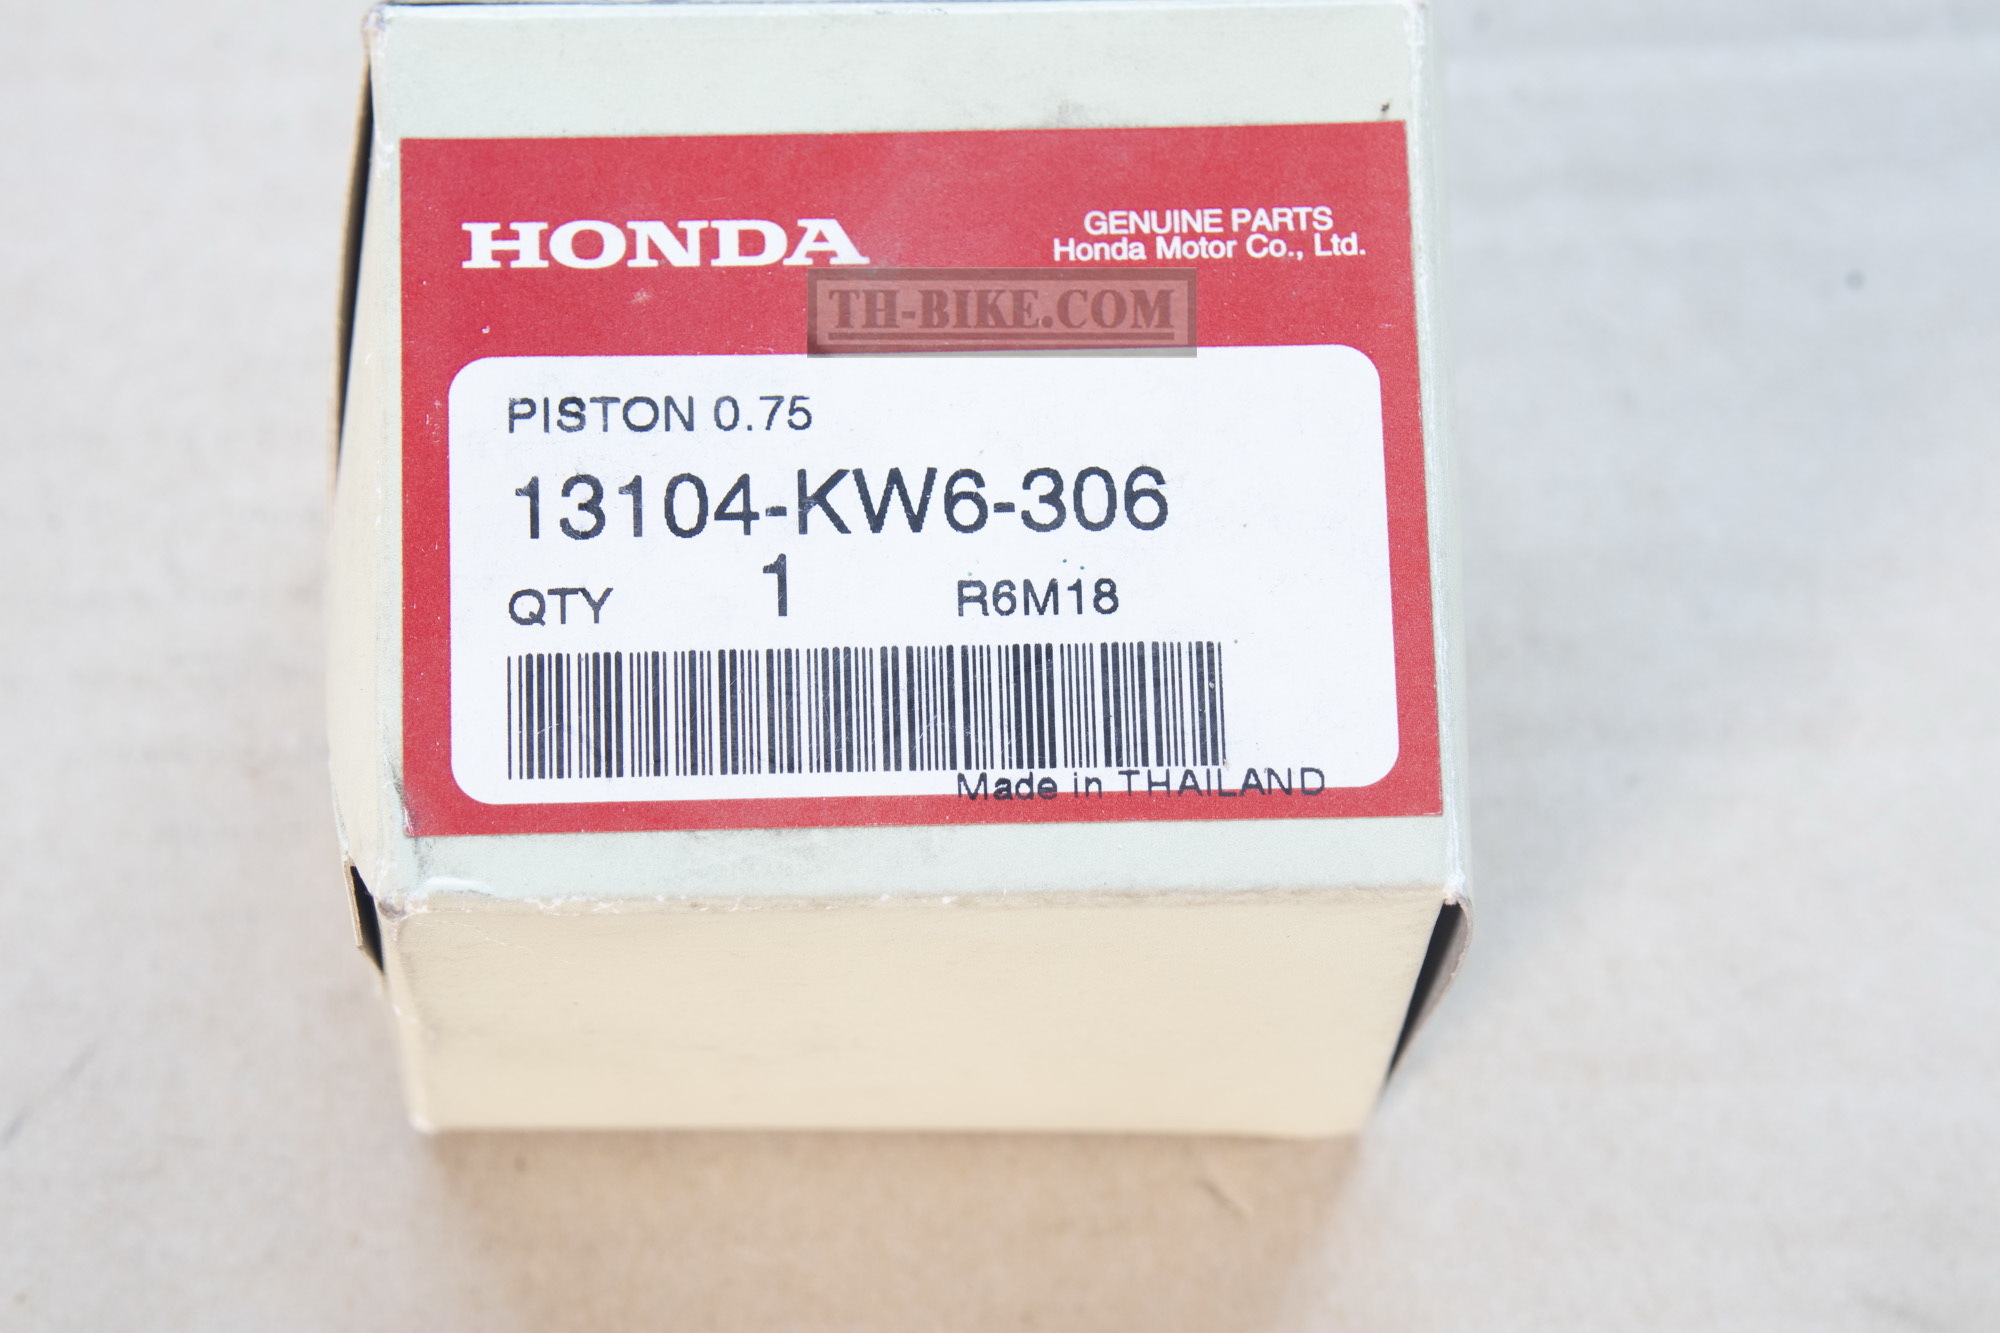 HONDA
GENUINE PARTS
Honda Motor Co., Ltd.
TH-BIKE.COM
PISTON 0.75
13104-KW6-306
QTY 1 R6M18
Made in THAILAND